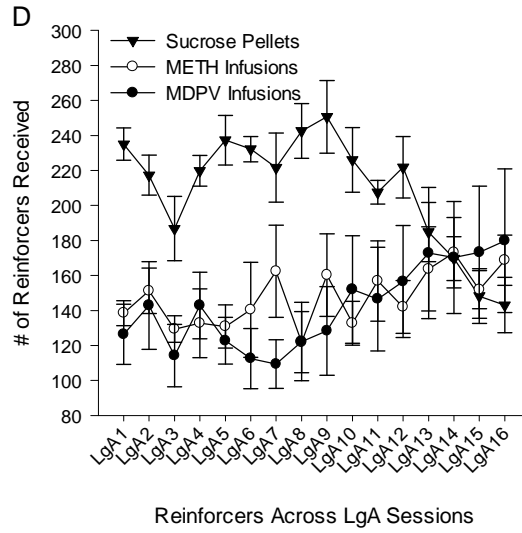 D
Sucrose Pellets
METH Infusions
MDPV Infusions
# of Reinforcers Received
300
280
260
240
220
200
180
160
140
120
100
80
LgA1
LgA2
LgA3
LgA4
LgA5
LgA6
LgA7
LgA8
LgA9
LgA10
LgA11
LgA12
LgA13
LgA14
LgA15
LgA16
Reinforcers Across LgA Sessions